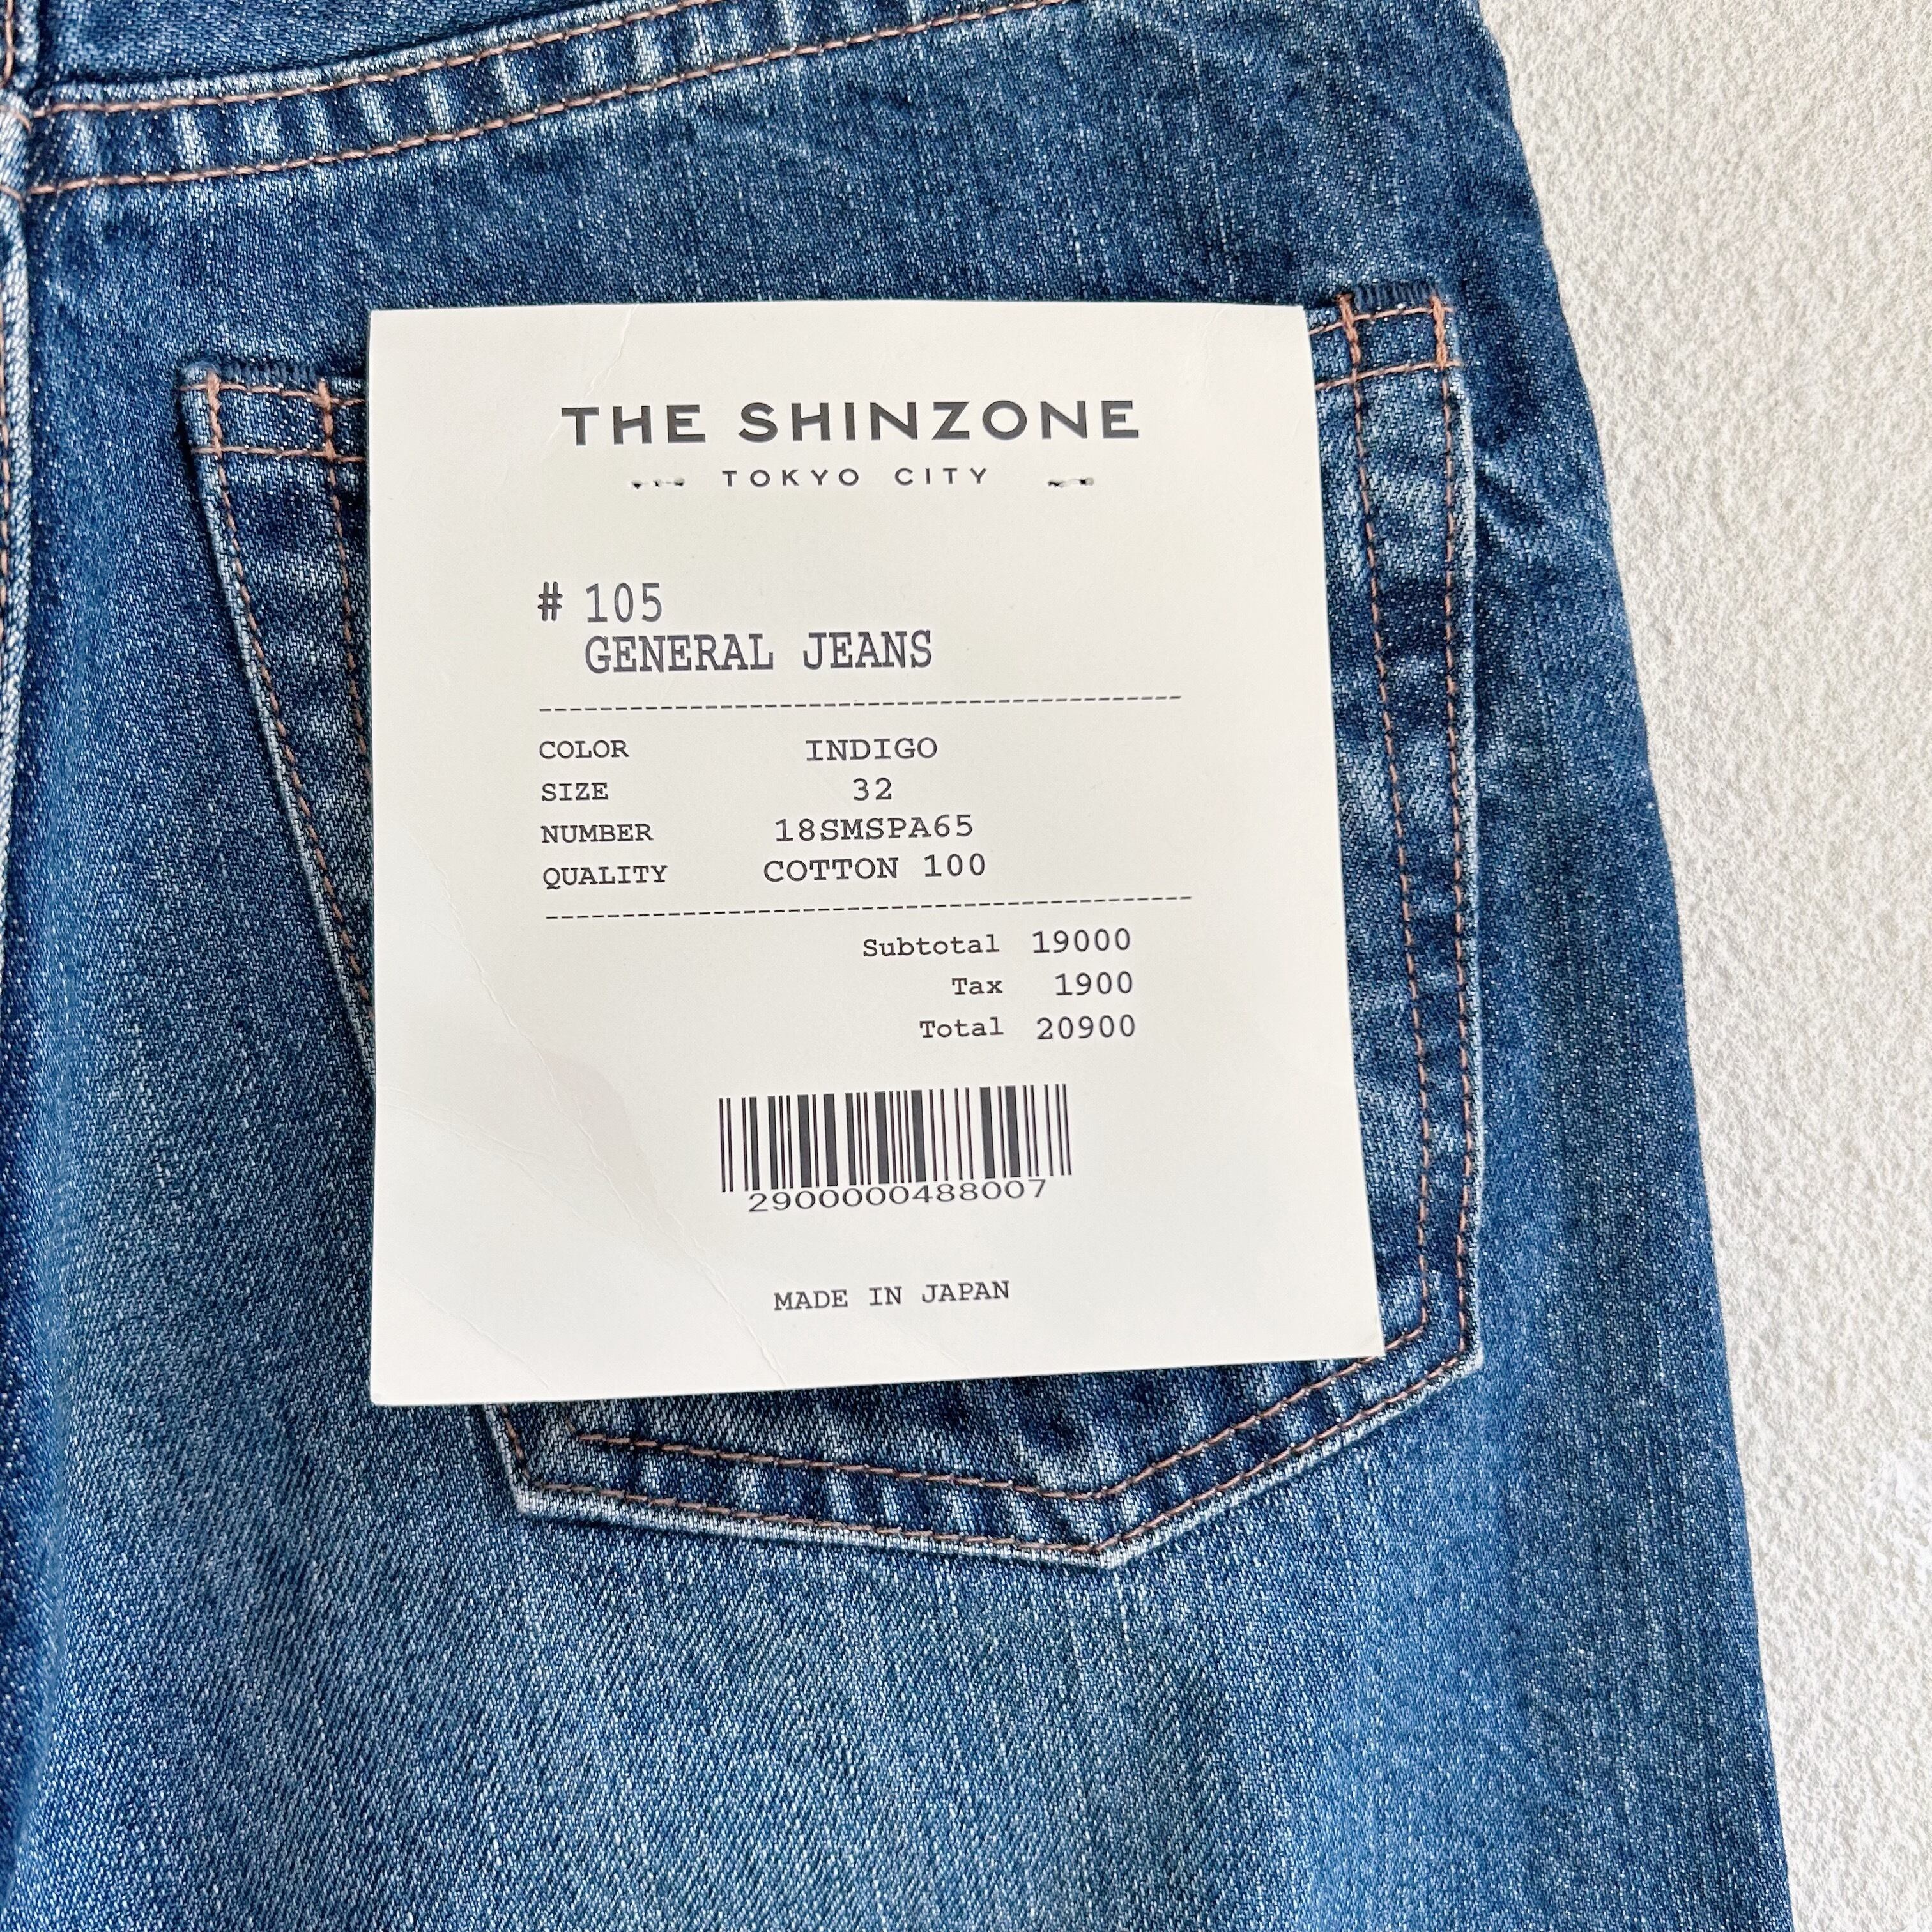 THE SHINZONE
TOKYO CITY
# 105
GENERAL JEANS
COLOR INDIGO
SIZE 32
NUMBER 18SMSPA65
QUALITY COTTON 100
Subtotal 19000
Tax 1900
Total 20900
2900000488007
MADE IN JAPAN